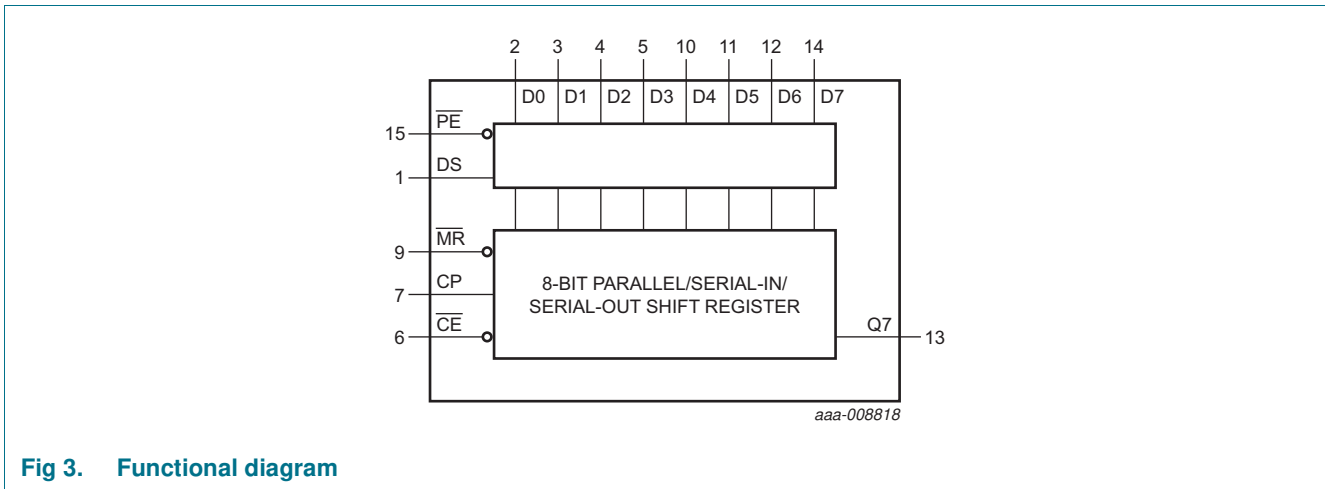 2 3 4 5 10 11 12 14
D0 D1 D2 D3 D4 D5 D6 D7
15 PE
1 DS
9 MR
7 CP
6 CE
8-BIT PARALLEL/SERIAL-IN/
SERIAL-OUT SHIFT REGISTER
Q7 13
aaa-008818
Fig 3. Functional diagram